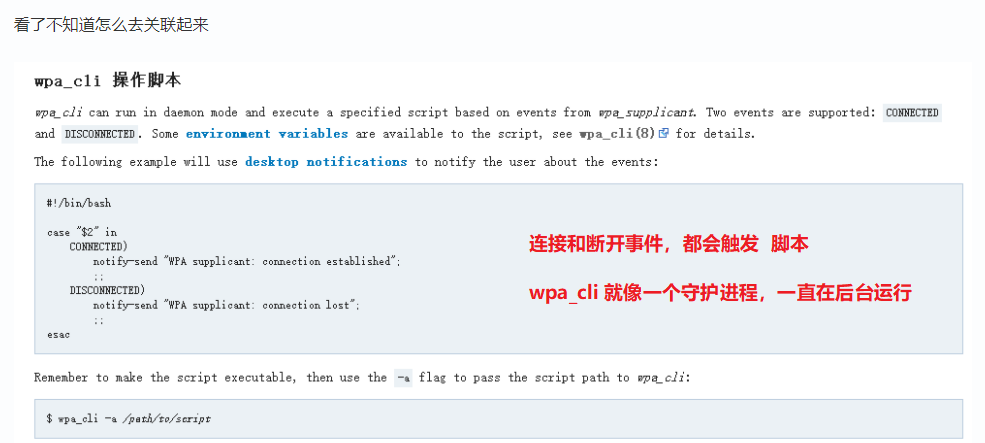 看了不知道怎么去关联起来
wpa_cli 操作脚本
wpa_cli can run in daemon mode and execute a specified script based on events from wpa_supplicant. Two events are supported: CONNECTED
and DISCONNECTED. Some environment variables are available to the script, see wpa_cli(8) for details.
The following example will use desktop notifications to notify the user about the events:
#!/bin/bash
case "$2" in
CONNECTED)
notify-send "WPA supplicant: connection established";
;;
DISCONNECTED)
notify-send "WPA supplicant: connection lost";
;;
esac
连接和断开事件，都会触发 脚本
wpa_cli 就像一个守护进程，一直在后台运行
Remember to make the script executable, then use the -a flag to pass the script path to wpa_cli:
$ wpa_cli -a /path/to/script